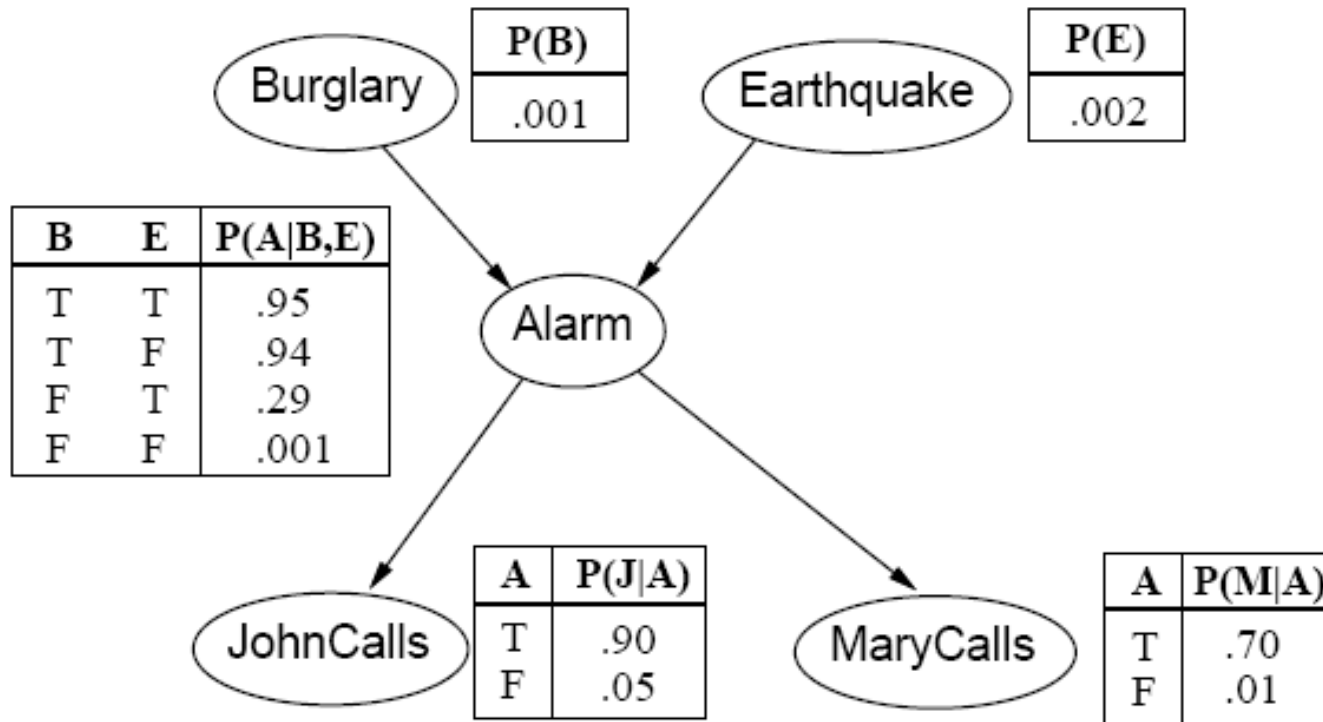 Burglary
P(B)
.001
Earthquake
P(E)
.002
B E P(A|B,E)
T T .95
T F .94
F T .29
F F .001
Alarm
JohnCalls
A P(J|A)
T .90
F .05
MaryCalls
A P(M|A)
T .70
F .01